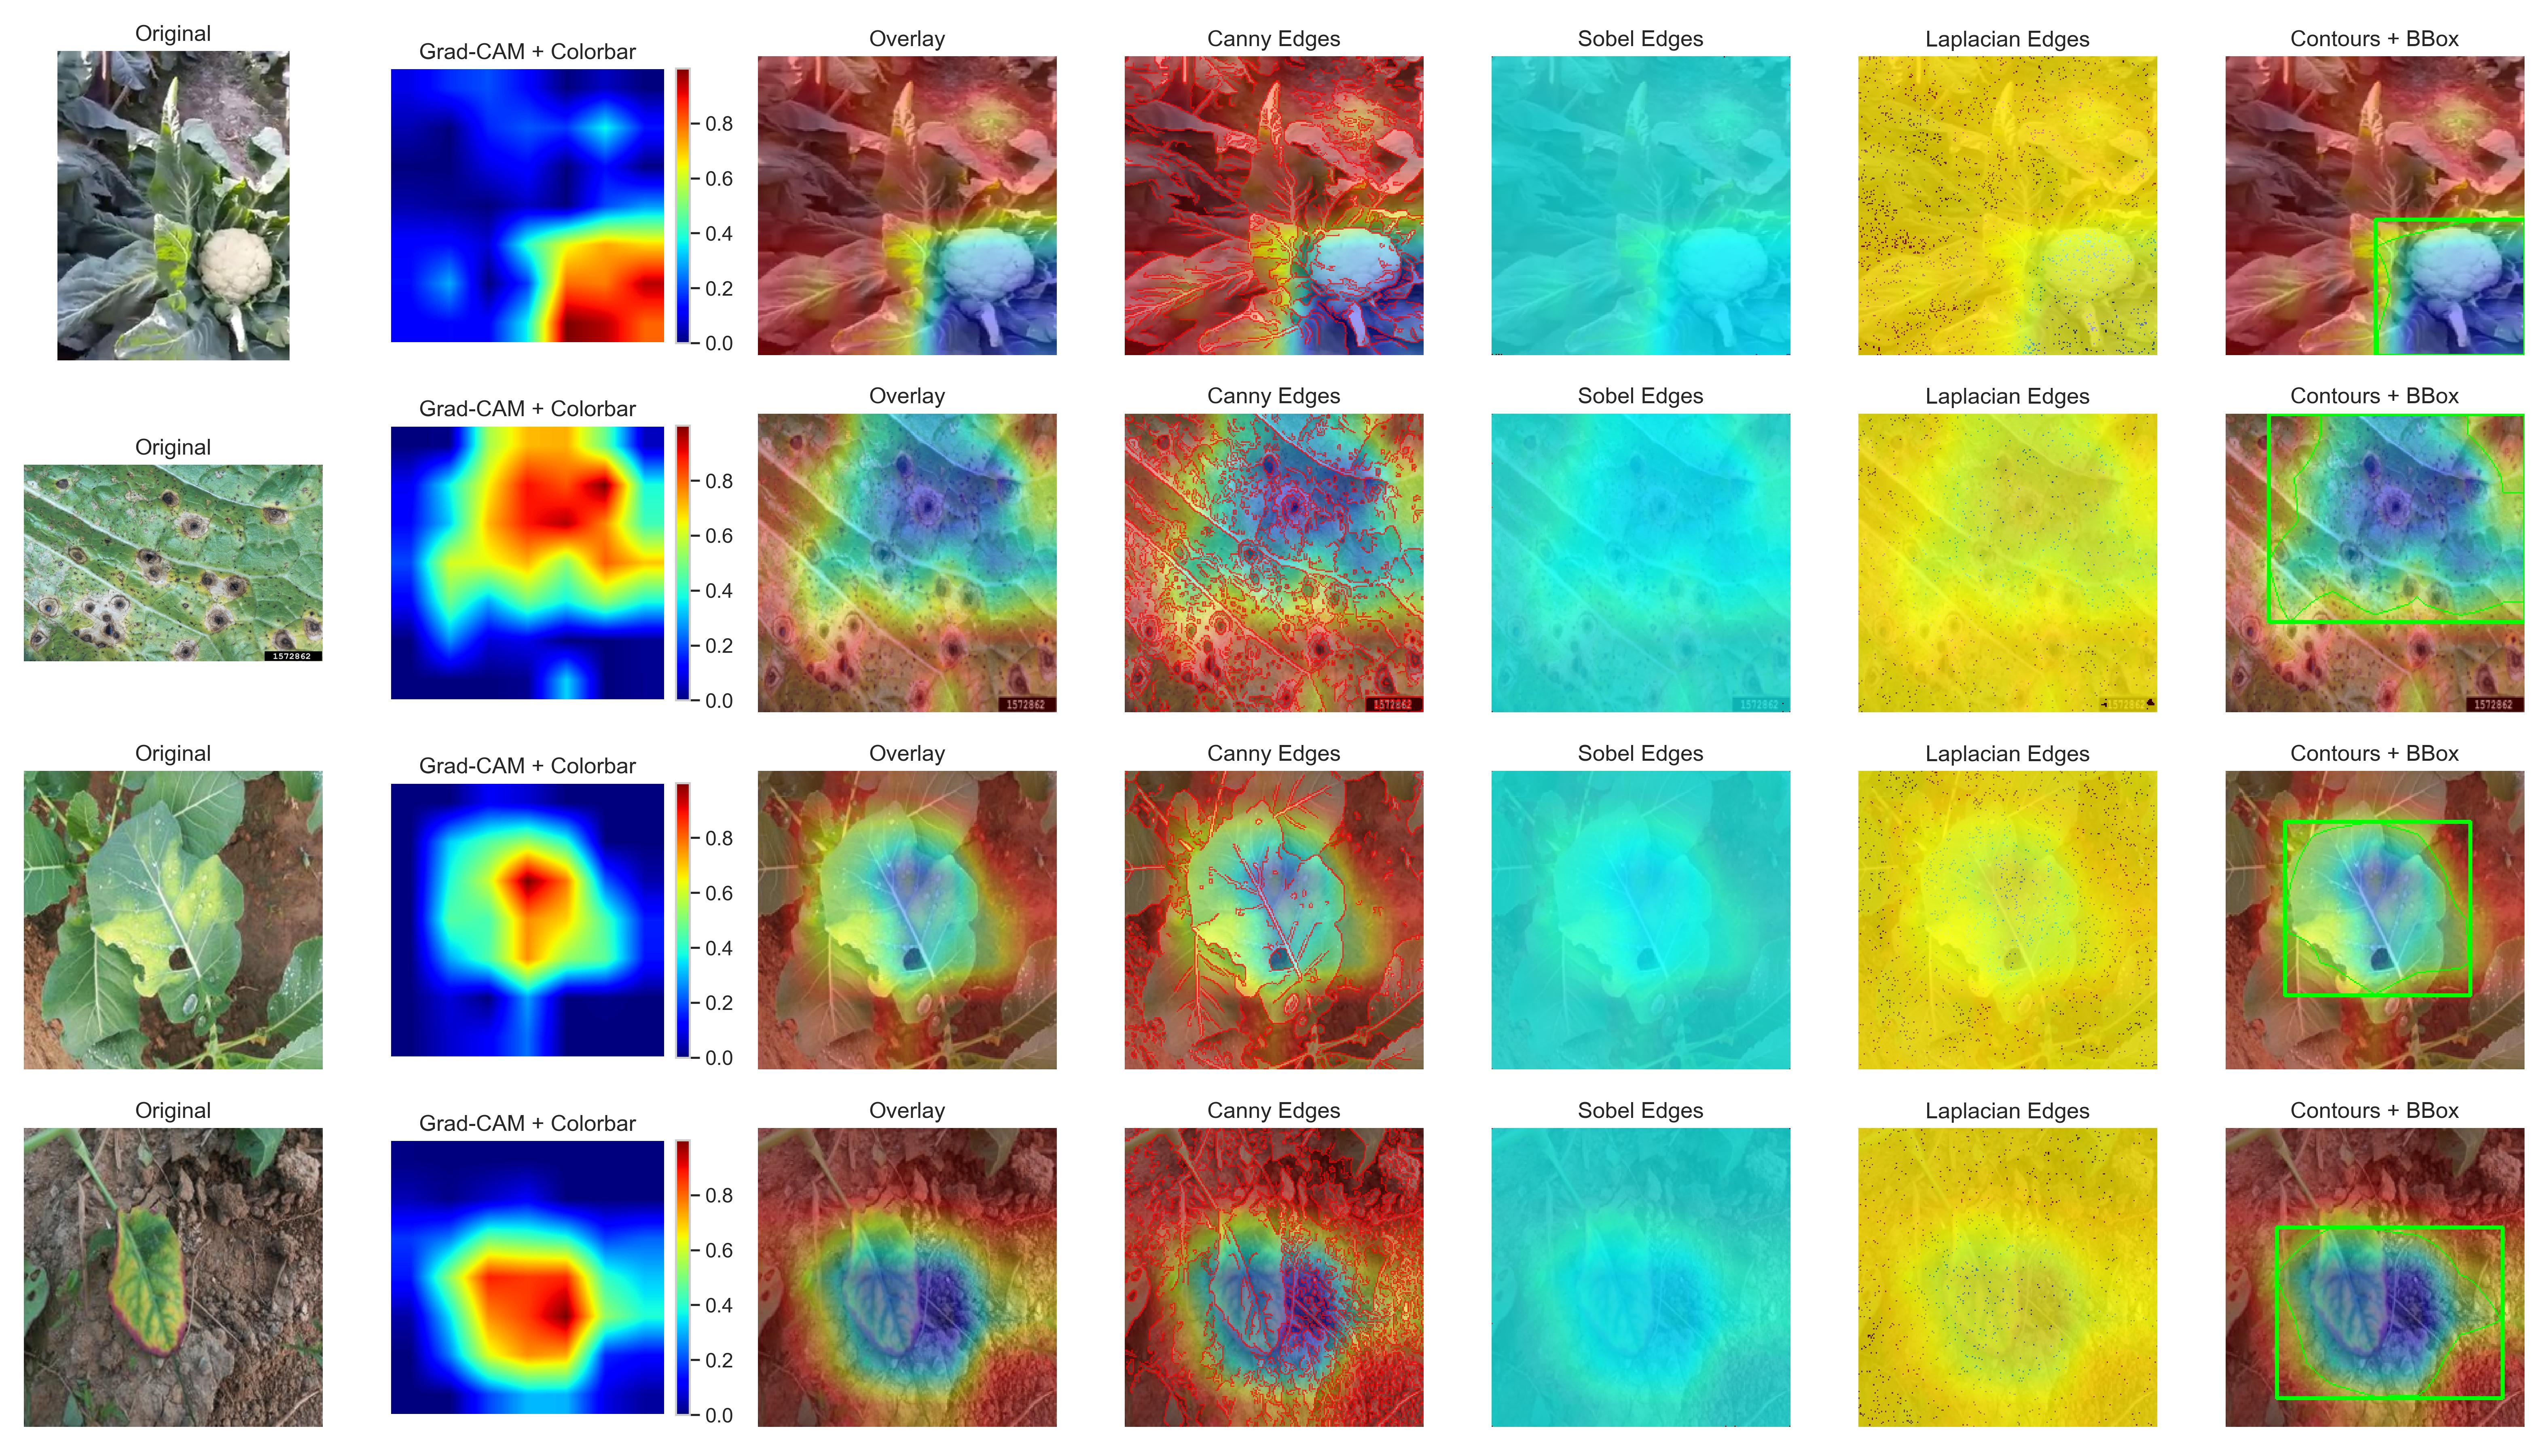 Original
Grad-CAM + Colorbar
Overlay
Canny Edges
Sobel Edges
Laplacian Edges
Contours + BBox
0.8
0.6
0.4
0.2
0.0
Original
Grad-CAM + Colorbar
Overlay
Canny Edges
Sobel Edges
Laplacian Edges
Contours + BBox
0.8
0.6
0.4
0.2
0.0
1572862
1572862
1572862
1572862
1572862
1572862
Original
Grad-CAM + Colorbar
Overlay
Canny Edges
Sobel Edges
Laplacian Edges
Contours + BBox
0.8
0.6
0.4
0.2
0.0
Original
Grad-CAM + Colorbar
Overlay
Canny Edges
Sobel Edges
Laplacian Edges
Contours + BBox
0.8
0.6
0.4
0.2
0.0